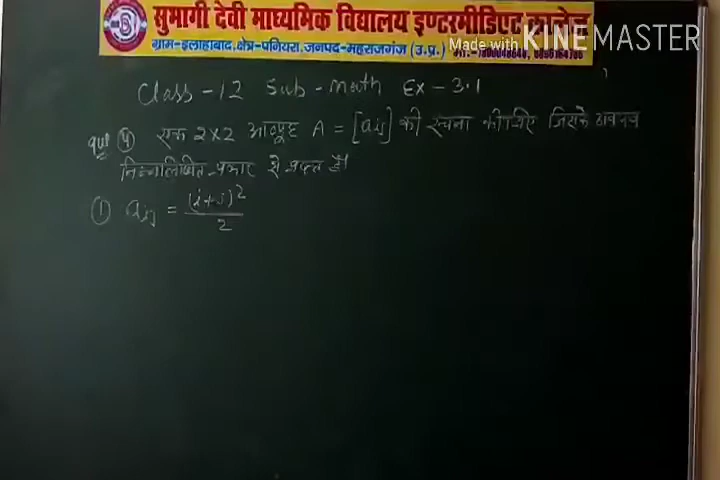 सुभागी देवी माध्यमिक विद्यालय इण्टरमीडिएट कालेज
ग्राम-इलाहाबाद, क्षेत्र-पनियरा, जनपद-महराजगंज (उ.प्र.) मो:-
Made with KINEMASTER
Class-12 Sub-math Ex-3.1
④ एक 2×2 आव्यूह A = [aij] की रचना कीजिए जिसके अवयव
निम्नलिखित प्रकार से प्रदत्त हैं
① aij = (i+j)²/2